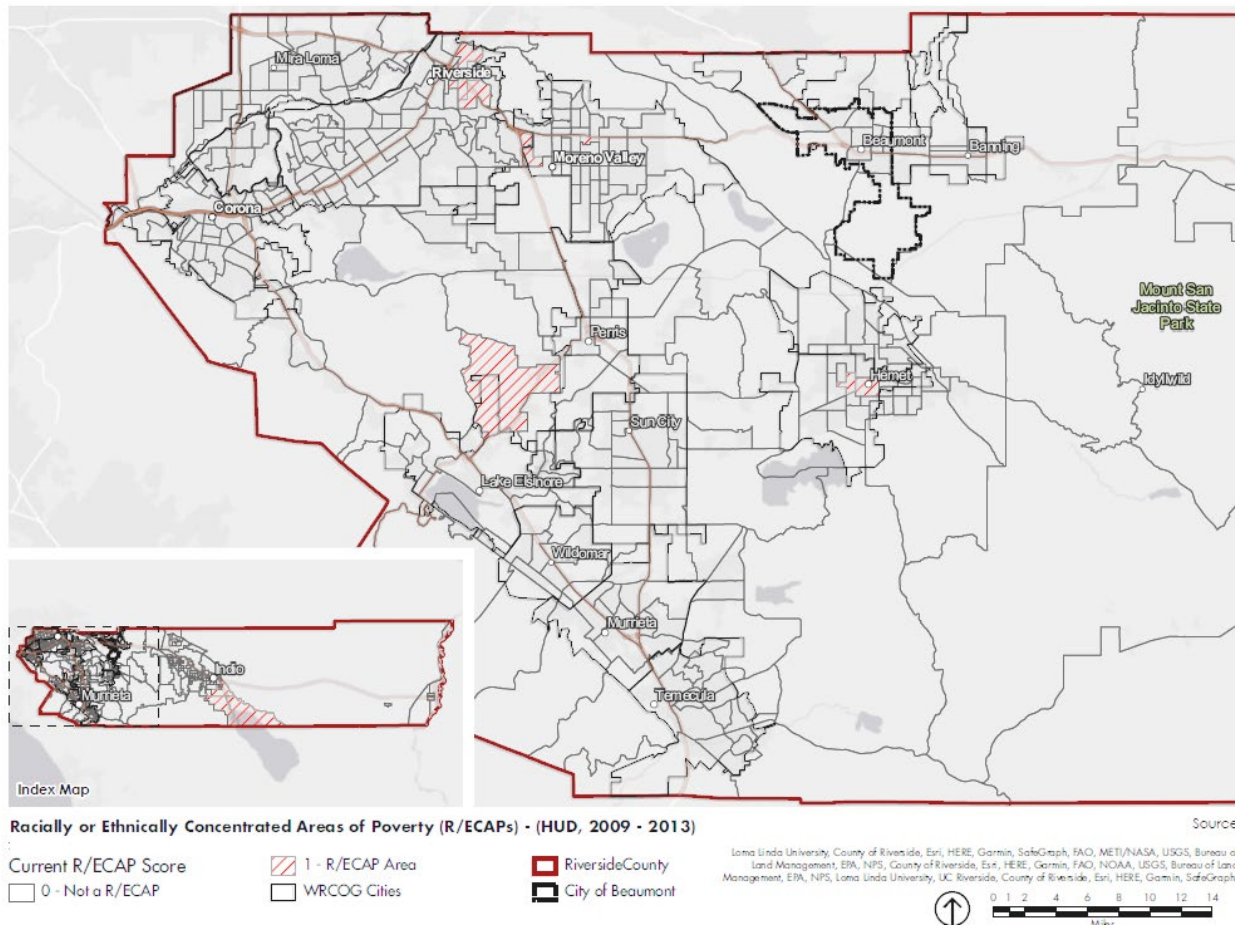 Mira Loma
Riverside
Moreno Valley
Beaumont
Banning
Corona
Mount San
Jacinto State
Park
Perris
Hemet
Idyllwild
Sun City
Lake Elsinore
Wildomar
Murrieta
Temecula
Indio
Murrieta
Index Map
Racially or Ethnically Concentrated Areas of Poverty (R/ECAPs) - (HUD, 2009 - 2013)
Source
:
Current R/ECAP Score
0 - Not a R/ECAP
1 - R/ECAP Area
WRCOG Cities
RiversideCounty
City of Beaumont
Loma Linda University, County of Riverside, Esri, HERE, Garmin, SafeGraph, FAO, METI/NASA, USGS, Bureau of
Land Management, EPA, NPS, County of Riverside, Esri, HERE, Garmin, FAO, NOAA, USGS, Bureau of Land
Management, EPA, NPS, Loma Linda University, UC Riverside, County of Riverside, Esri, HERE, Garmin, SafeGraph
0 1 2 4 6 8 10 12 14
Miles